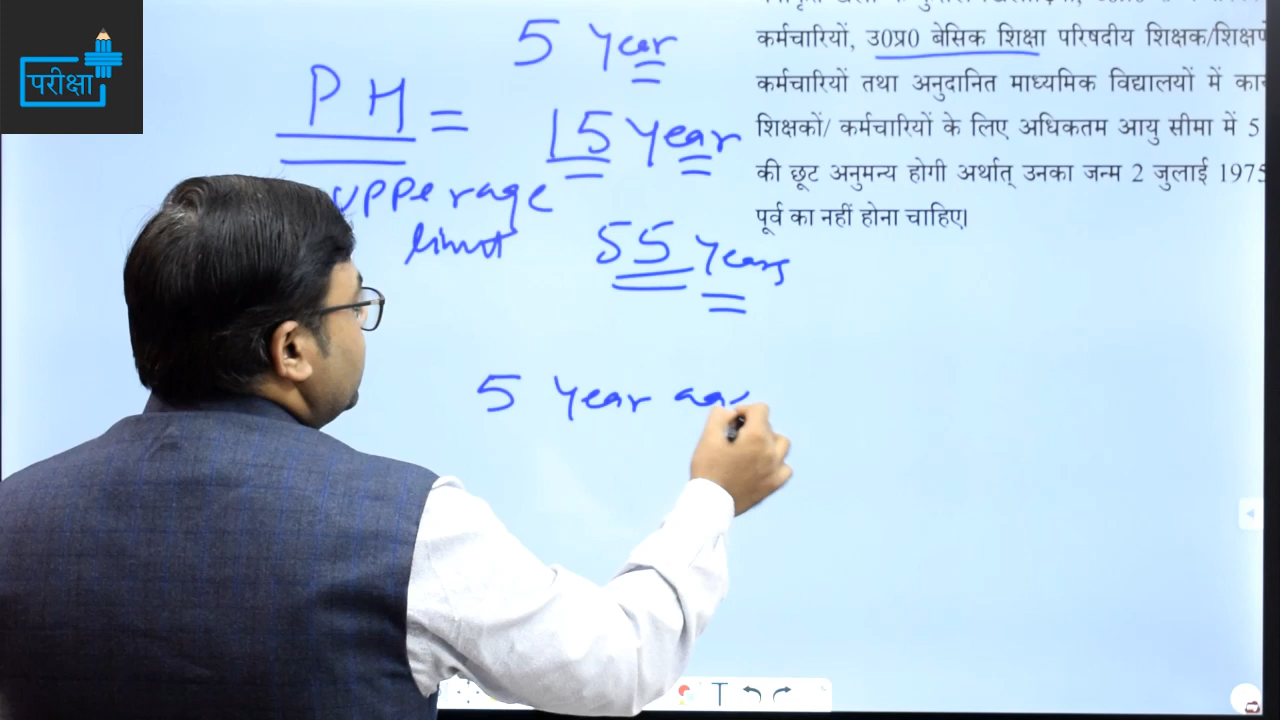 परीक्षा
5 Year
PH = 15 year
upper age
limit 55 years
5 Year
कर्मचारियों, उ0प्र0 बेसिक शिक्षा परिषदीय शिक्षक/
कर्मचारियों तथा अनुदानित माध्यमिक विद्यालयों में
शिक्षकों/ कर्मचारियों के लिए अधिकतम आयु सीमा में 5
की छूट अनुमन्य होगी अर्थात् उनका जन्म 2 जुलाई 1975
पूर्व का नहीं होना चाहिए।
T